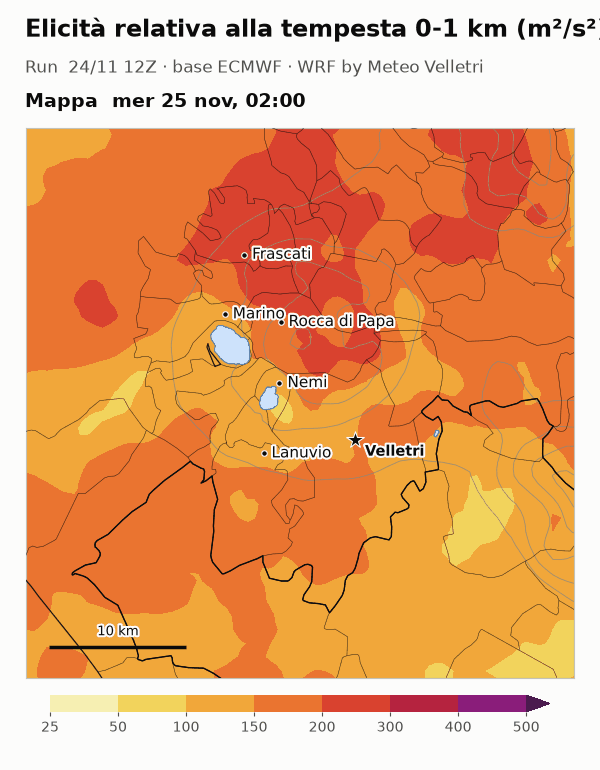 Elicità relativa alla tempesta 0-1 km (m²/s²)
Run  24/11 12Z · base ECMWF · WRF by Meteo Velletri
Mappa  mer 25 nov, 02:00
Frascati
Marino
Rocca di Papa
Nemi
Velletri
Lanuvio
10 km
25 50 100 150 200 300 400 500